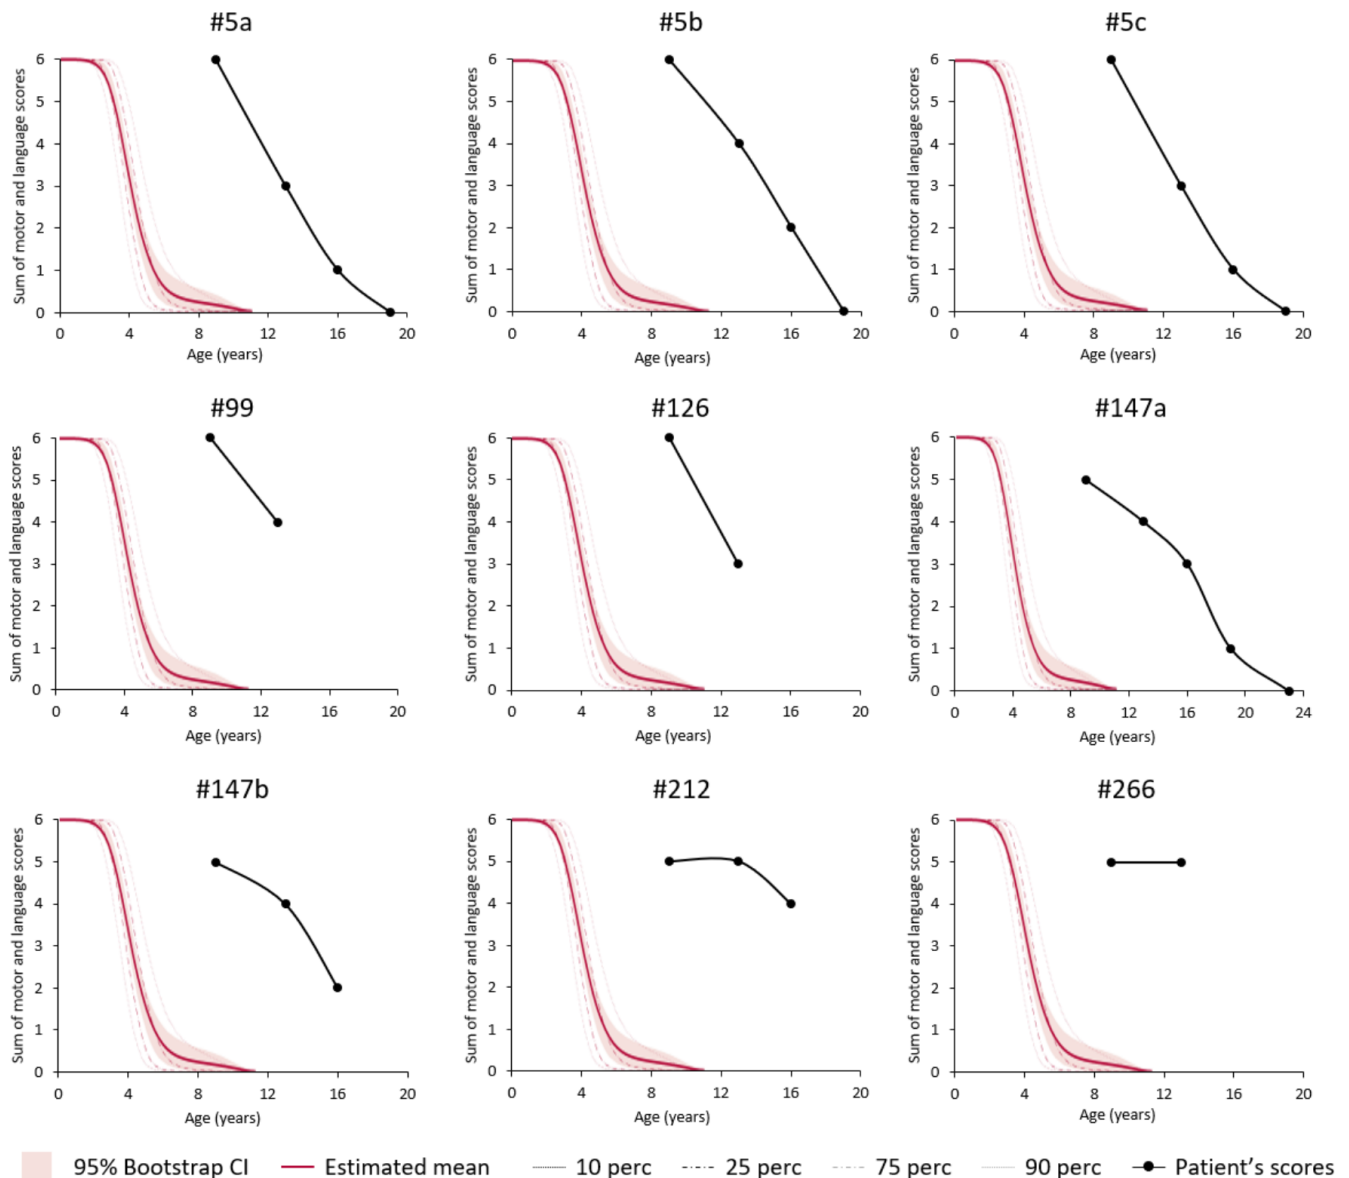 #5a #5b #5c
Sum of motor and language scores
6
5
4
3
2
1
0
0 4 8 12 16 20
Age (years)
Sum of motor and language scores
6
5
4
3
2
1
0
0 4 8 12 16 20
Age (years)
Sum of motor and language scores
6
5
4
3
2
1
0
0 4 8 12 16 20
Age (years)
#99 #126 #147a
Sum of motor and language scores
6
5
4
3
2
1
0
0 4 8 12 16 20
Age (years)
Sum of motor and language scores
6
5
4
3
2
1
0
0 4 8 12 16 20
Age (years)
Sum of motor and language scores
6
5
4
3
2
1
0
0 4 8 12 16 20 24
Age (years)
#147b #212 #266
Sum of motor and language scores
6
5
4
3
2
1
0
0 4 8 12 16 20
Age (years)
Sum of motor and language scores
6
5
4
3
2
1
0
0 4 8 12 16 20
Age (years)
Sum of motor and language scores
6
5
4
3
2
1
0
0 4 8 12 16 20
Age (years)
95% Bootstrap CI Estimated mean 10 perc 25 perc 75 perc 90 perc Patient's scores